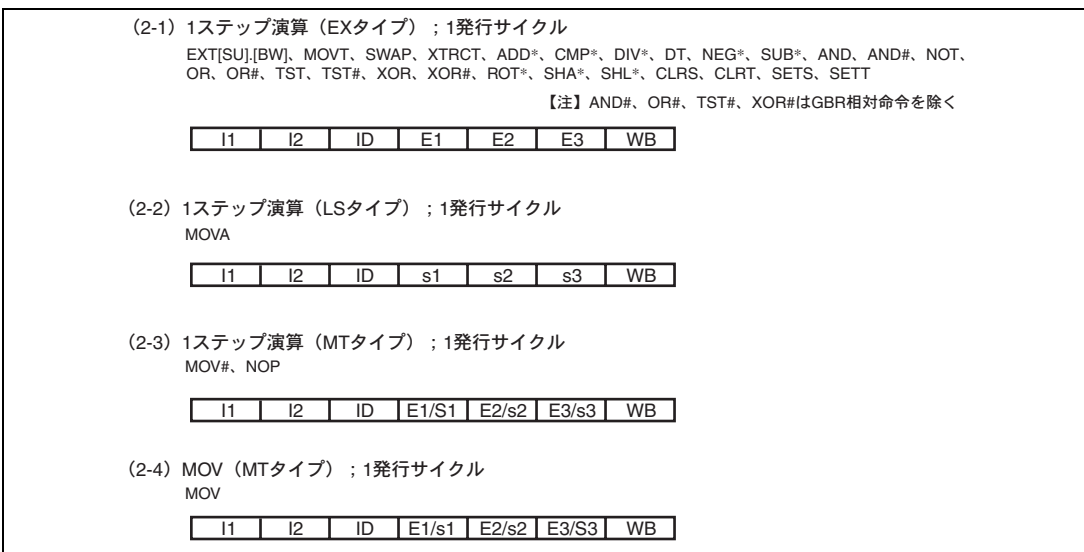 (2-1) 1ステップ演算（EXタイプ）；1発行サイクル
EXT[SU].[BW]、MOVT、SWAP、XTRCT、ADD*、CMP*、DIV*、DT、NEG*、SUB*、AND、AND#、NOT、
OR、OR#、TST、TST#、XOR、XOR#、ROT*、SHA*、SHL*、CLRS、CLRT、SETS、SETT
【注】AND#、OR#、TST#、XOR#はGBR相対命令を除く
I1 I2 ID E1 E2 E3 WB
(2-2) 1ステップ演算（LSタイプ）；1発行サイクル
MOVA
I1 I2 ID s1 s2 s3 WB
(2-3) 1ステップ演算（MTタイプ）；1発行サイクル
MOV#、NOP
I1 I2 ID E1/S1 E2/s2 E3/s3 WB
(2-4) MOV（MTタイプ）；1発行サイクル
MOV
I1 I2 ID E1/s1 E2/s2 E3/S3 WB